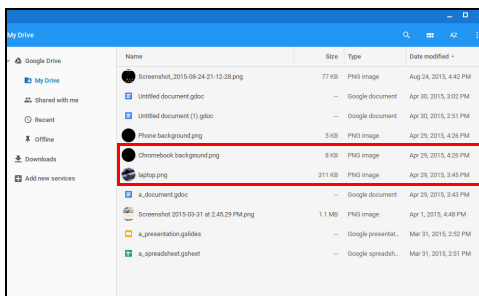 My Drive
Google Drive
My Drive
Shared with me
Recent
Offline
Downloads
Add new services
Name Size Type Date modified
Screenshot_2015-08-24-21-12-28.png 77 KB PNG image Aug 24, 2015, 4:42 PM
Untitled document.gdoc -- Google document Apr 30, 2015, 3:02 PM
Untitled document (1).gdoc -- Google document Apr 30, 2015, 2:51 PM
Phone background.png 5 KB PNG image Apr 29, 2015, 4:26 PM
Chromebook background.png 8 KB PNG image Apr 29, 2015, 4:26 PM
laptop.png 311 KB PNG image Apr 29, 2015, 3:45 PM
a_document.gdoc -- Google document Apr 29, 2015, 3:43 PM
Screenshot 2015-03-31 at 2.45.29 PM.png 1.1 MB PNG image Apr 1, 2015, 4:48 PM
a_presentation.gslides -- Google presentat... Mar 31, 2015, 2:52 PM
a_spreadsheet.gsheet -- Google spreadsh... Mar 31, 2015, 2:51 PM